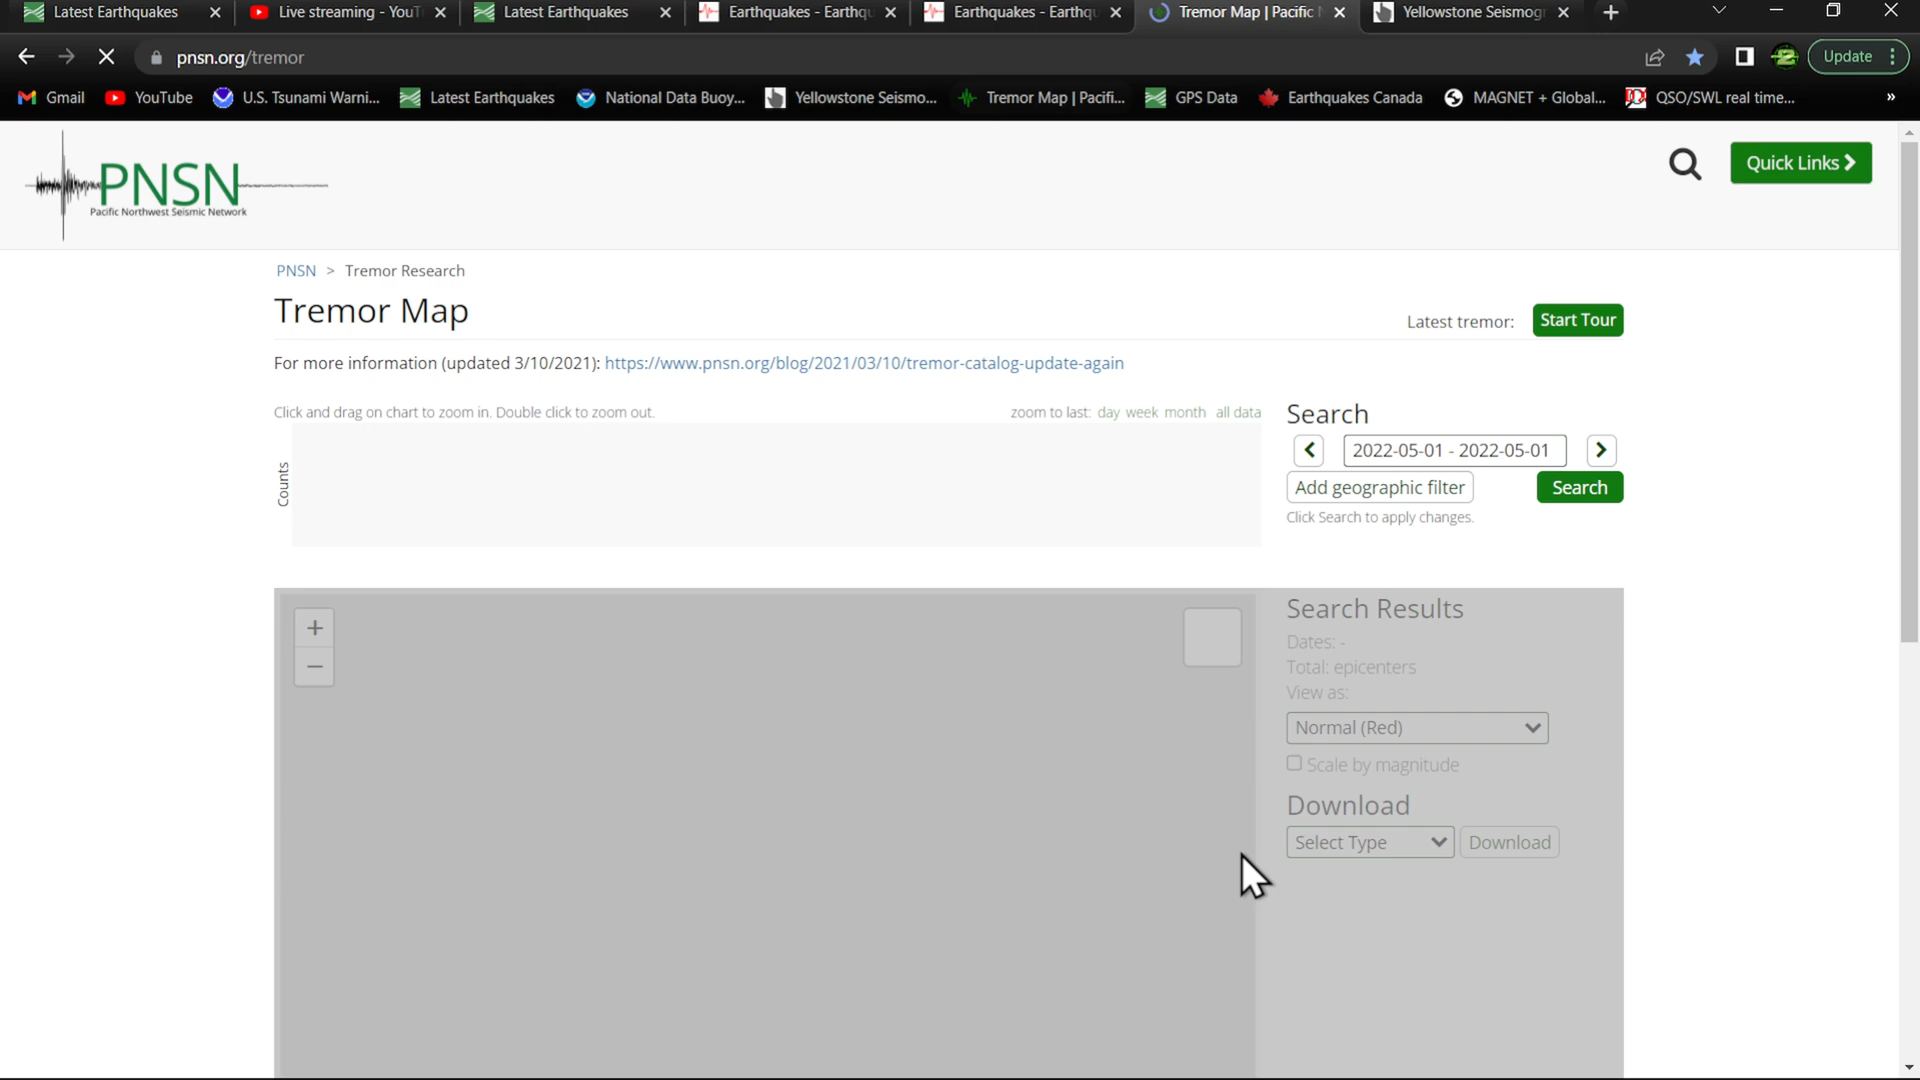 Latest Earthquakes
Live streaming - YouT
Latest Earthquakes
Earthquakes - Earthqu
Earthquakes - Earthqu
Tremor Map | Pacific N
Yellowstone Seismogr
pnsn.org/tremor
Update
Gmail
YouTube
U.S. Tsunami Warni...
Latest Earthquakes
National Data Buoy...
Yellowstone Seismo...
Tremor Map | Pacifi...
GPS Data
Earthquakes Canada
MAGNET + Global...
QSO/SWL real time...
»
PNSN
Pacific Northwest Seismic Network
Quick Links
PNSN > Tremor Research
Tremor Map
Latest tremor:
Start Tour
For more information (updated 3/10/2021): https://www.pnsn.org/blog/2021/03/10/tremor-catalog-update-again
Click and drag on chart to zoom in. Double click to zoom out.
zoom to last: day week month all data
Counts
Search
2022-05-01 - 2022-05-01
Add geographic filter
Search
Click Search to apply changes.
+
−
Search Results
Dates: -
Total: epicenters
View as:
Normal (Red)
Scale by magnitude
Download
Select Type
Download